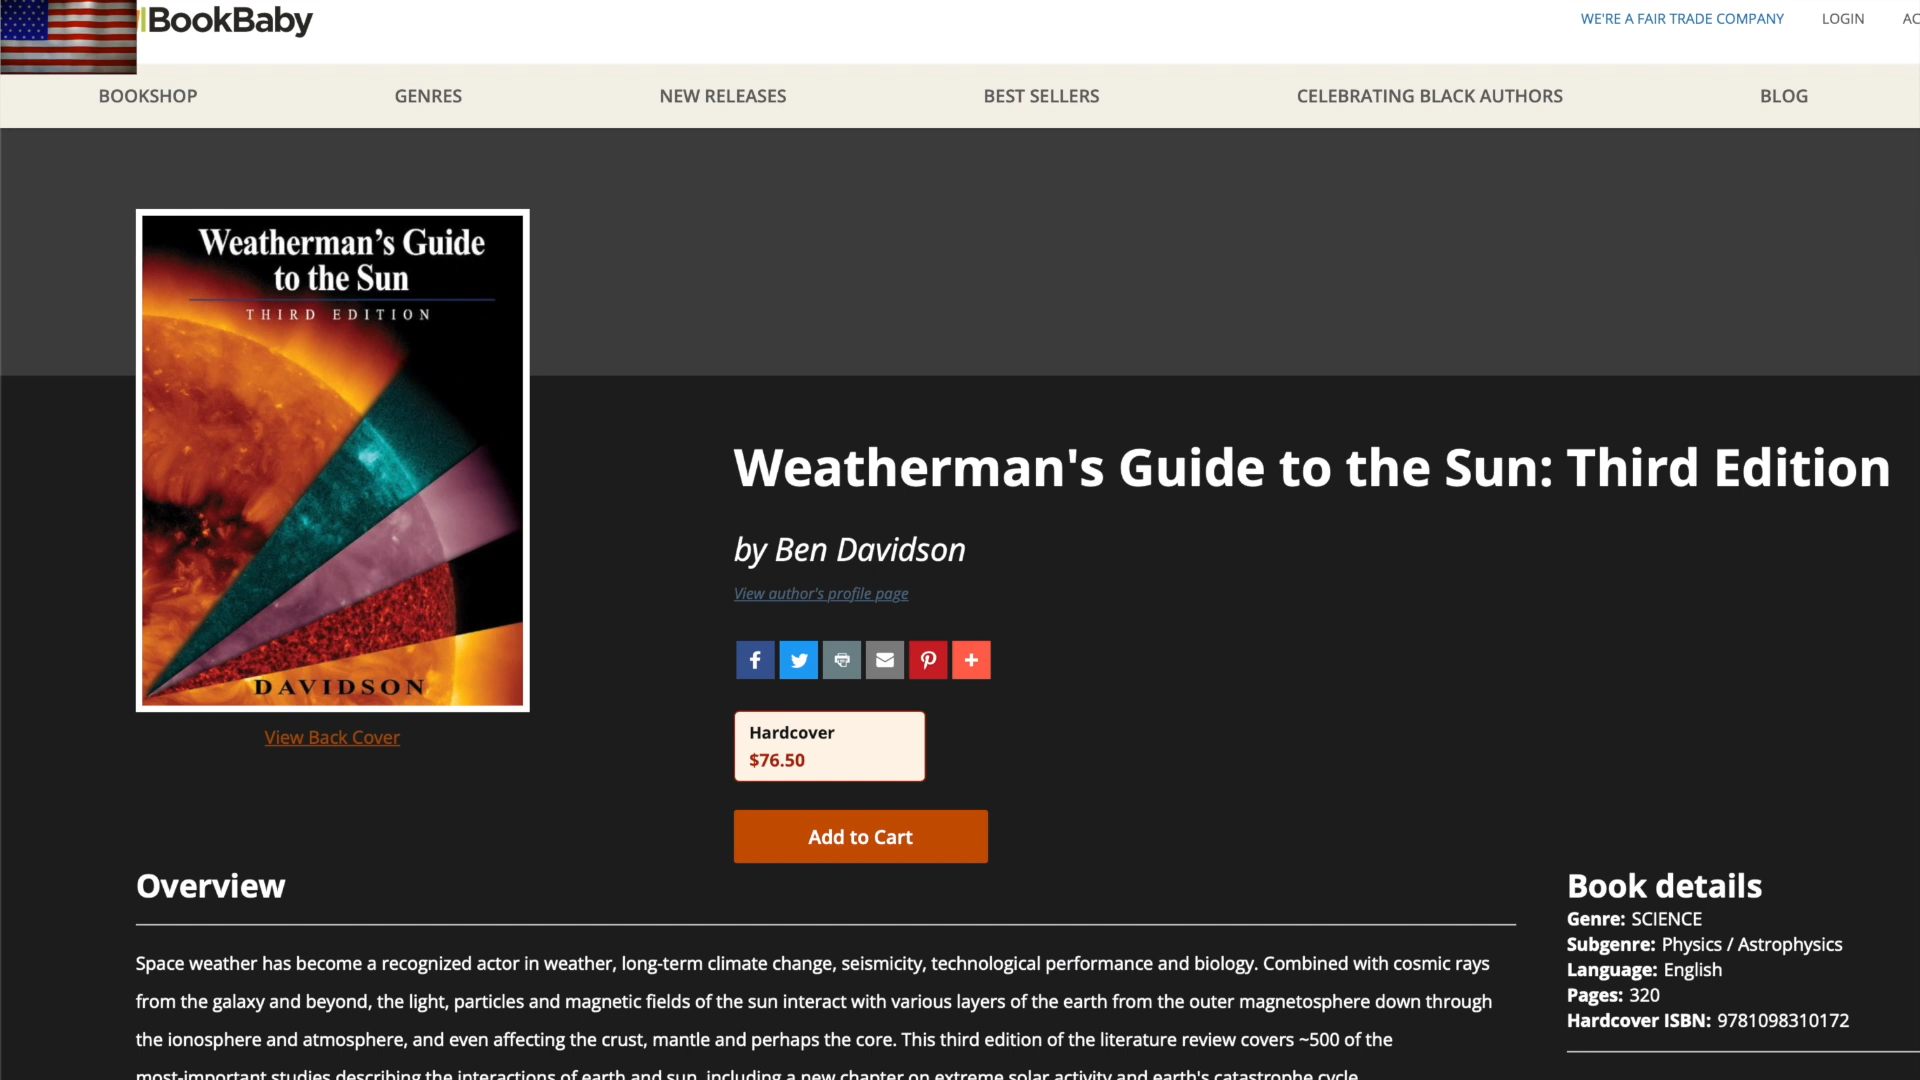 BookBaby
WE'RE A FAIR TRADE COMPANY
LOGIN
AC
BOOKSHOP
GENRES
NEW RELEASES
BEST SELLERS
CELEBRATING BLACK AUTHORS
BLOG
Weatherman's Guide
to the Sun
THIRD EDITION
DAVIDSON
View Back Cover
Weatherman's Guide to the Sun: Third Edition
by Ben Davidson
View author's profile page
Hardcover
$76.50
Add to Cart
Overview
Space weather has become a recognized actor in weather, long-term climate change, seismicity, technological performance and biology. Combined with cosmic rays
from the galaxy and beyond, the light, particles and magnetic fields of the sun interact with various layers of the earth from the outer magnetosphere down through
the ionosphere and atmosphere, and even affecting the crust, mantle and perhaps the core. This third edition of the literature review covers ~500 of the
most-important studies describing the interactions of earth and sun, including a new chapter on extreme solar activity and earth's catastrophe cycle.
Book details
Genre: SCIENCE
Subgenre: Physics / Astrophysics
Language: English
Pages: 320
Hardcover ISBN: 9781098310172